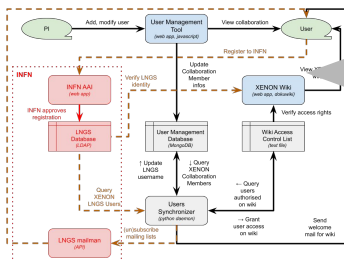 PI
Add, modify user
User Management
Tool
(web app, javascript)
View collaboration
User
Register to INFN
INFN
INFN AAI
(web app)
Verify LNGS
identity
Update
Collaboration
Member
infos
XENON Wiki
(web app, dokuwiki)
INFN approves
registration
Verify access rights
LNGS
Database
(LDAP)
User Management
Database
(MongoDB)
Wiki Access
Control List
(text file)
↑ Update
LNGS
username
↓ Query
XENON
Collaboration
Members
Query
XENON
LNGS Users
← Query
users
authorised on
wiki
Users
Synchronizer
(python daemon)
→ Grant
user access
on wiki
(un)subscribe
mailing lists
LNGS mailman
(API)
Send
welcome
mail for wiki